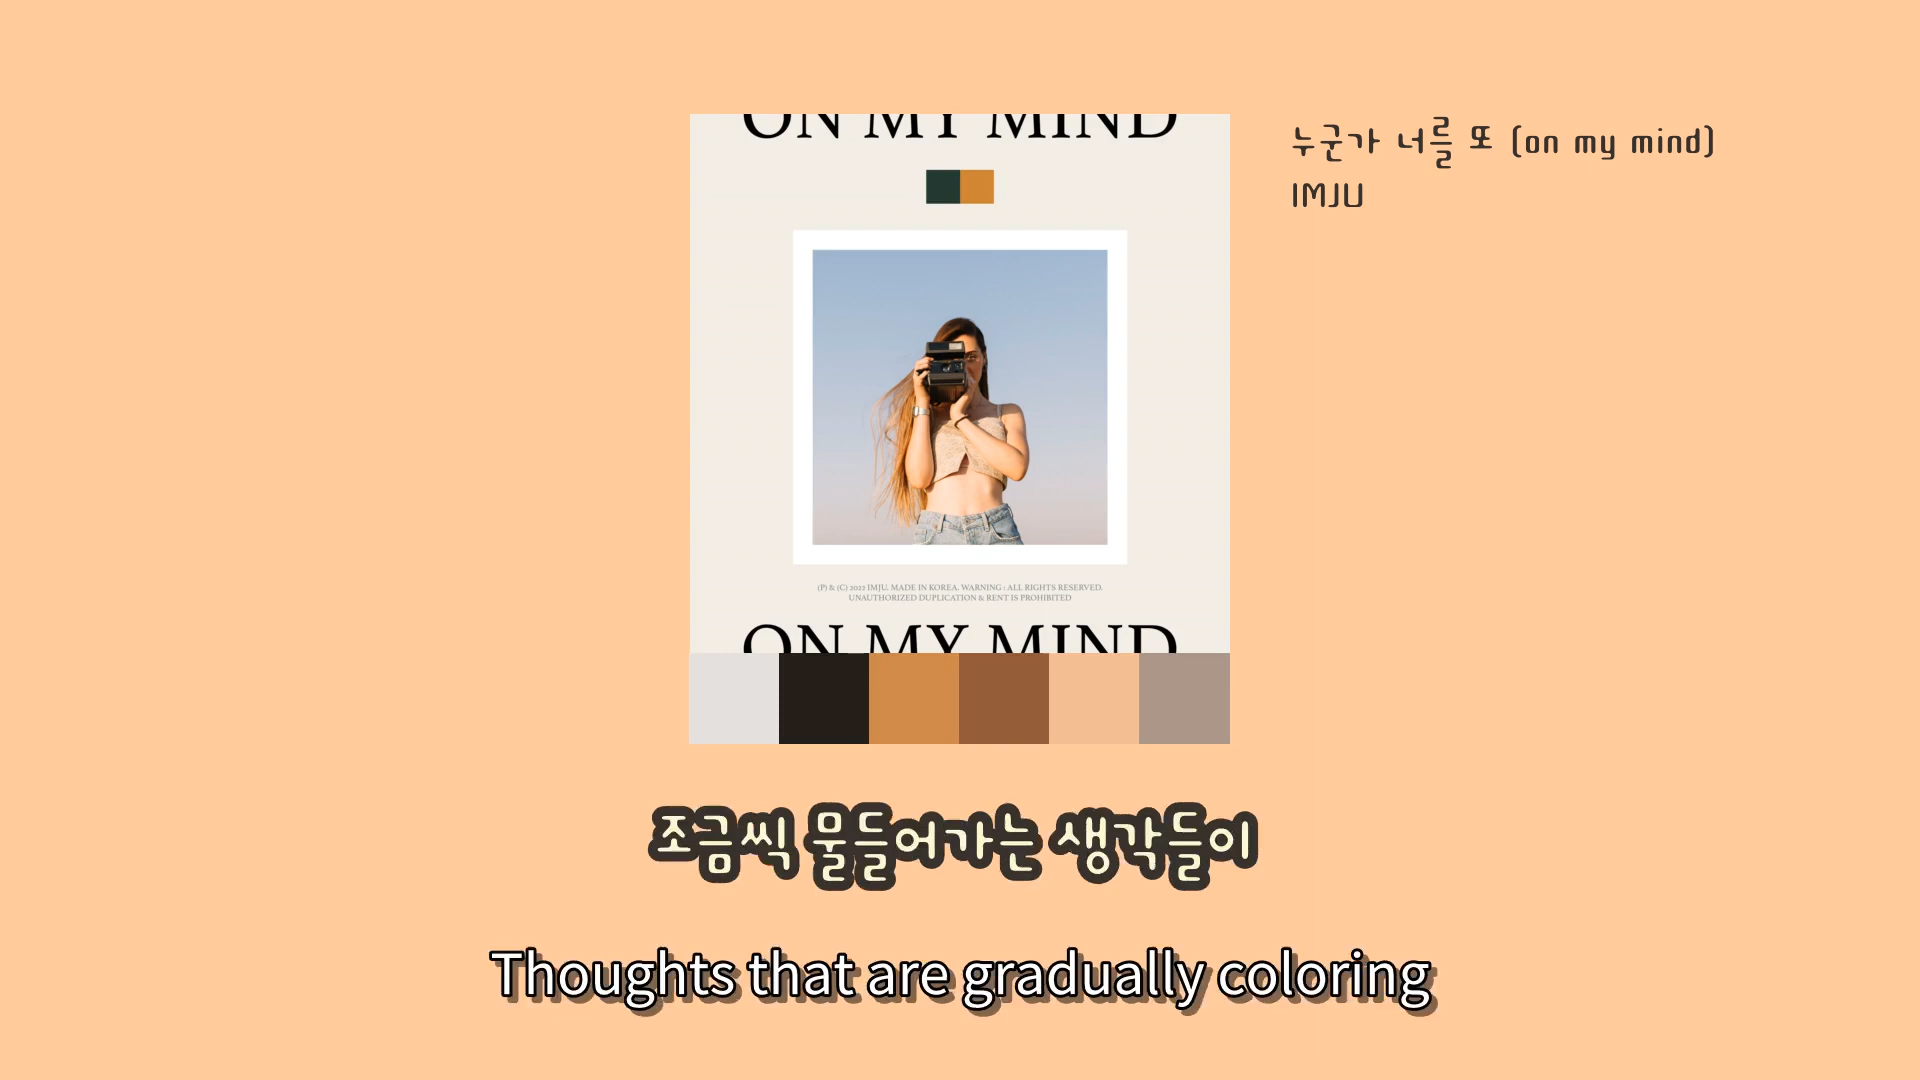 ON MY MIND
누군가 너를 또 (on my mind)
IMJU
(P) & (C) 2022 IMJU. MADE IN KOREA. WARNING : ALL RIGHTS RESERVED.
UNAUTHORIZED DUPLICATION & RENT IS PROHIBITED
ON MY MIND
조금씩 물들어가는 생각들이
Thoughts that are gradually coloring